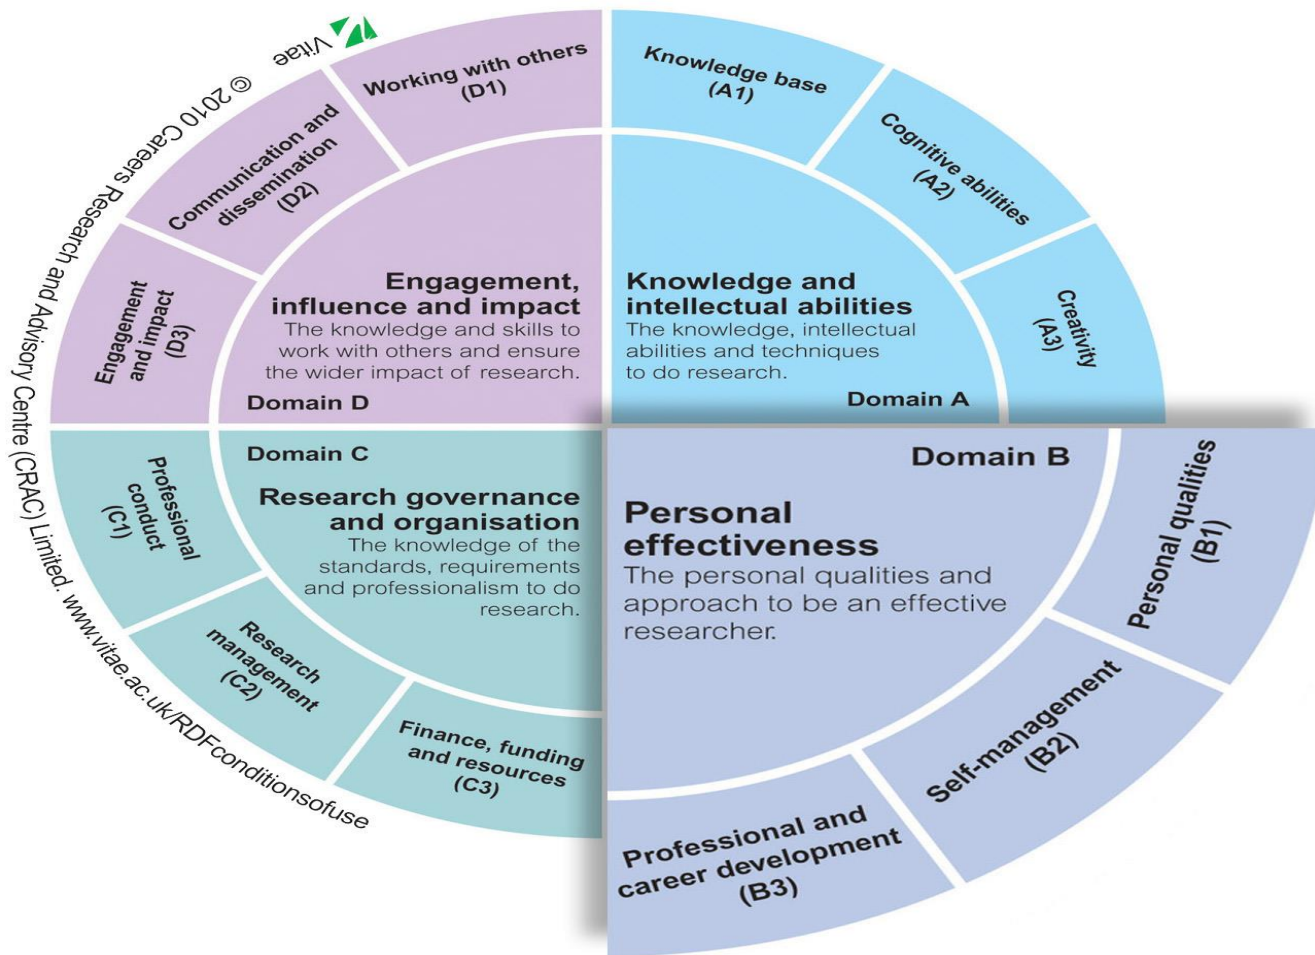 Vitae
© 2010 Careers Research and Advisory Centre (CRAC) Limited. www.vitae.ac.uk/RDFconditionsofuse
Working with others
(D1)
Communication and
dissemination
(D2)
Engagement
and impact
(D3)
Engagement,
influence and impact
The knowledge and skills to
work with others and ensure
the wider impact of research.
Domain D
Knowledge base
(A1)
Cognitive abilities
(A2)
Creativity
(A3)
Knowledge and
intellectual abilities
The knowledge, intellectual
abilities and techniques
to do research.
Domain A
Domain C
Research governance
and organisation
The knowledge of the
standards, requirements
and professionalism to do
research.
Professional
conduct
(C1)
Research
management
(C2)
Finance, funding
and resources
(C3)
Domain B
Personal
effectiveness
The personal qualities and
approach to be an effective
researcher.
Personal qualities
(B1)
Self-management
(B2)
Professional and
career development
(B3)